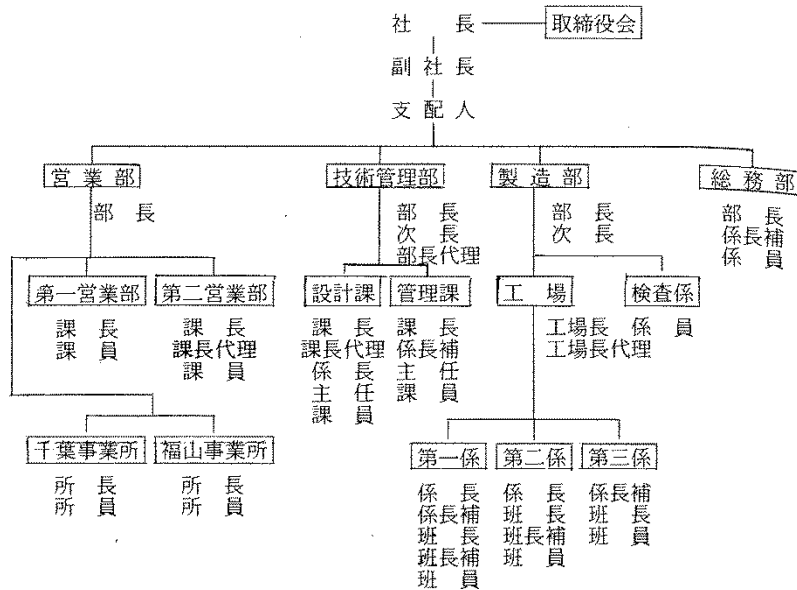 社長 取締役会
副社長
支配人
営業部 技術管理部 製造部 総務部
部長 部長 部長 部長
次長 次長 係長補
部長代理 係員
第一営業部 第二営業部 設計課 管理課 工場 検査係
課長 課長 課長 課長 工場長 係員
課員 課長代理 課長代理 係長補 工場長代理
課員 係長 主任
主任 課員
課員
千葉事業所 福山事業所 第一係 第二係 第三係
所長 所長 係長 係長 係長補
所員 所員 係長補 班長 班長
班長 班長補 班員
班長補 班員
班員